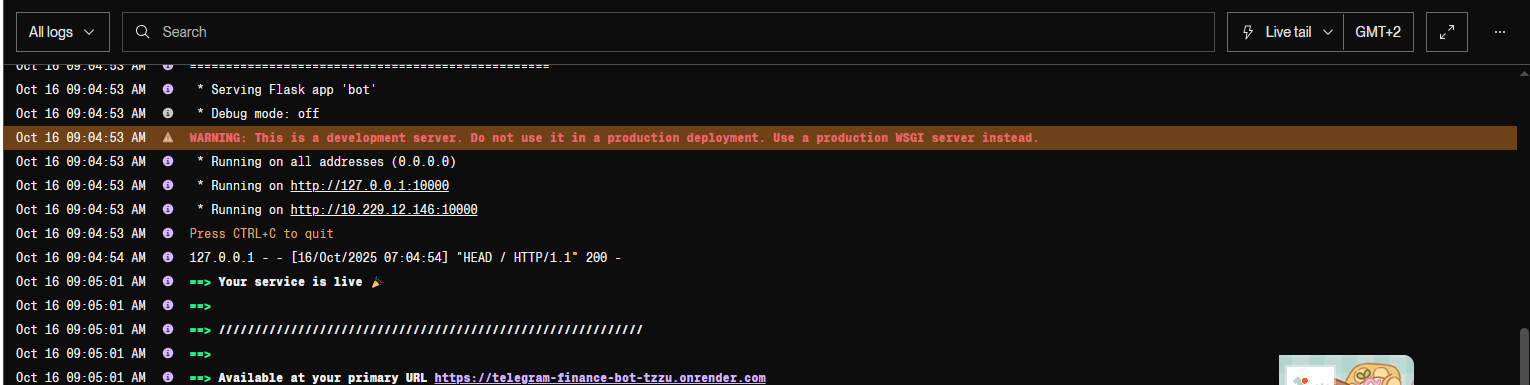 All logs
Search
Live tail
GMT+2
Oct 16 09:04:53 AM ==================================================
Oct 16 09:04:53 AM * Serving Flask app 'bot'
Oct 16 09:04:53 AM * Debug mode: off
Oct 16 09:04:53 AM WARNING: This is a development server. Do not use it in a production deployment. Use a production WSGI server instead.
Oct 16 09:04:53 AM * Running on all addresses (0.0.0.0)
Oct 16 09:04:53 AM * Running on http://127.0.0.1:10000
Oct 16 09:04:53 AM * Running on http://10.229.12.146:10000
Oct 16 09:04:53 AM Press CTRL+C to quit
Oct 16 09:04:54 AM 127.0.0.1 - - [16/Oct/2025 07:04:54] "HEAD / HTTP/1.1" 200 -
Oct 16 09:05:01 AM ==> Your service is live 🎉
Oct 16 09:05:01 AM ==>
Oct 16 09:05:01 AM ==> ///////////////////////////////////////////////////////////
Oct 16 09:05:01 AM ==>
Oct 16 09:05:01 AM ==> Available at your primary URL https://telegram-finance-bot-tzzu.onrender.com